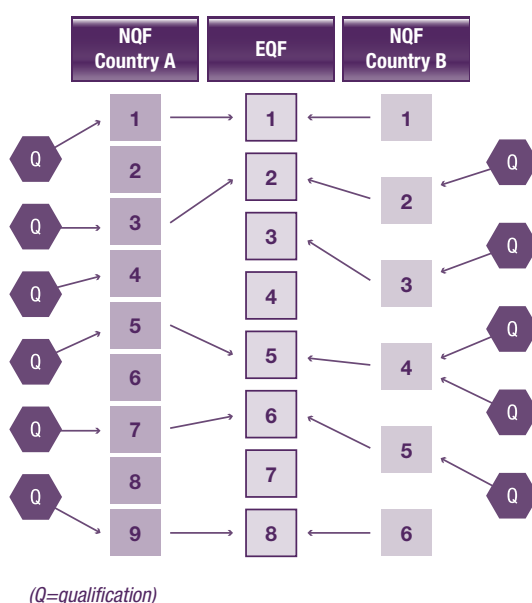 NQF
Country A
EQF
NQF
Country B
1 1 1
Q 2 2 Q
2
Q 3
3 Q
Q 4 3
4 Q
Q 5
5 4
6 Q
Q 7 6
5
8 7 Q
Q
9 8 6
(Q=qualification)